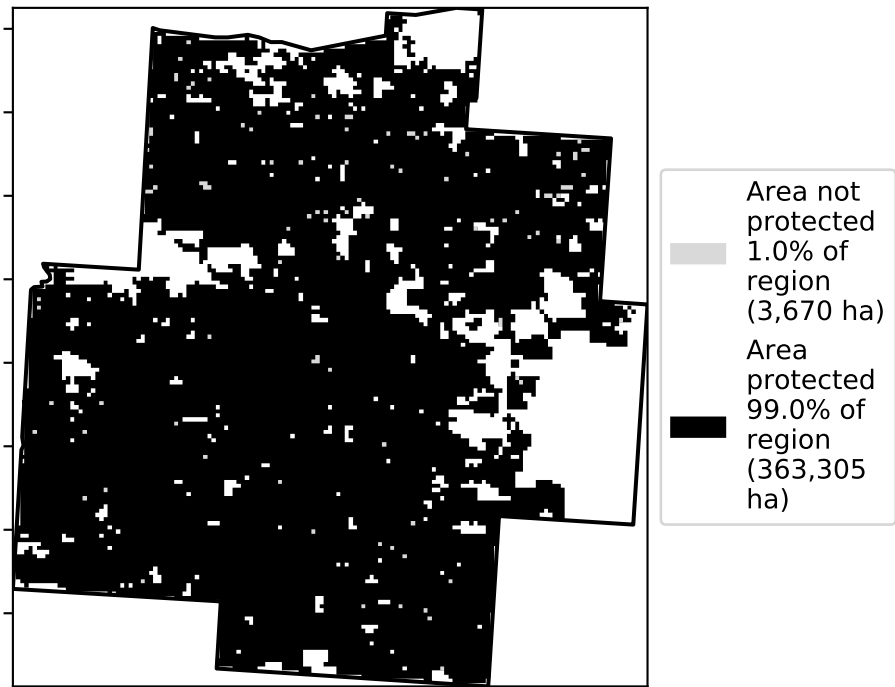 Area not
protected
1.0% of
region
(3,670 ha)
Area
protected
99.0% of
region
(363,305
ha)